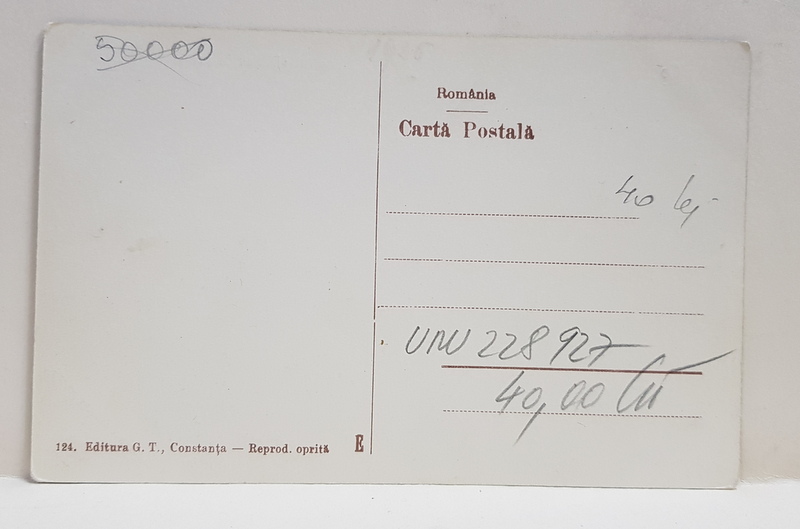 50000
România
Cartă Postală
40 lei
UNU 228 927
40,00 lei
124. Editura G. T., Constanța — Reprod. oprită E